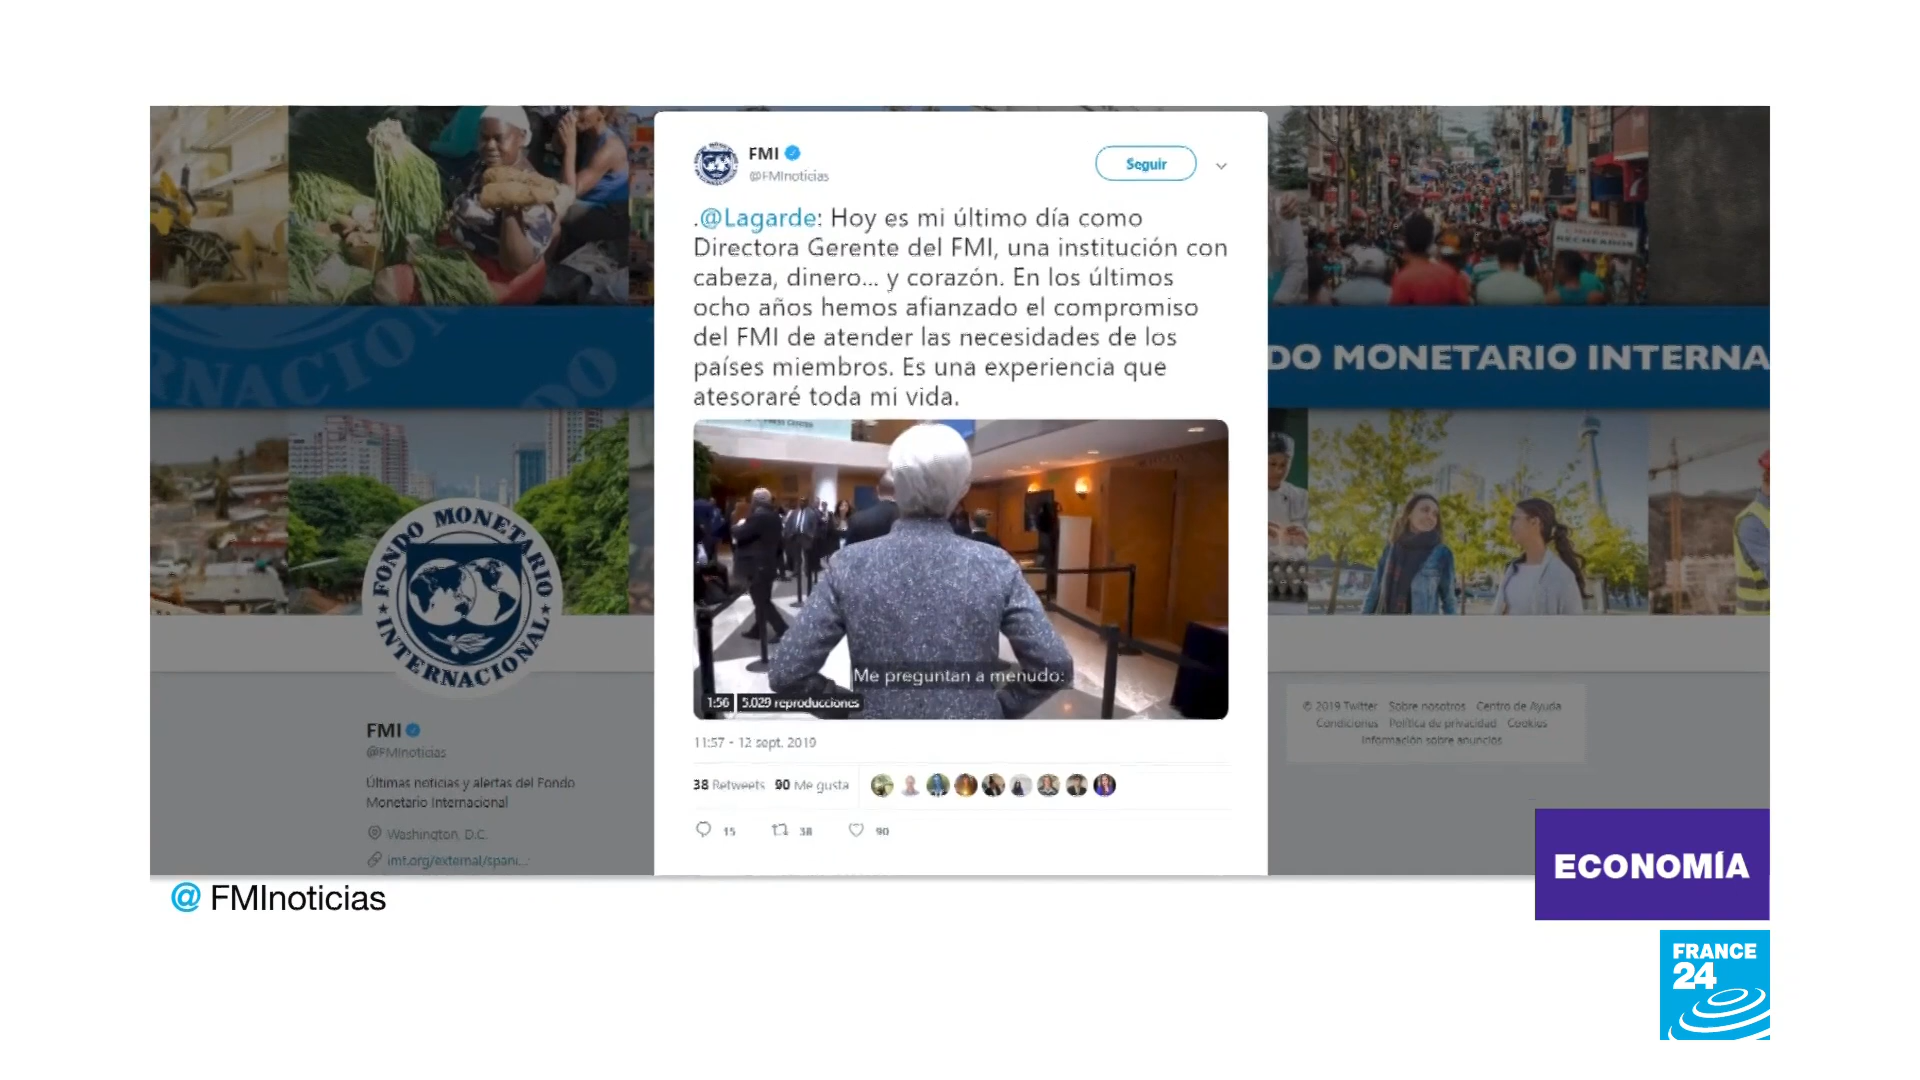 FMI
@FMInoticias
Seguir
.@Lagarde: Hoy es mi último día como
Directora Gerente del FMI, una institución con
cabeza, dinero... y corazón. En los últimos
ocho años hemos afianzado el compromiso
del FMI de atender las necesidades de los
países miembros. Es una experiencia que
atesoraré toda mi vida.
Me preguntan a menudo:
1:56 5.029 reproducciones
11:57 - 12 sept. 2019
38 Retweets 90 Me gusta
15 38 90
DO MONETARIO INTERNA
FONDO MONETARIO
INTERNACIONAL
FMI
@FMInoticias
Últimas noticias y alertas del Fondo
Monetario Internacional
Washington, D.C.
imf.org/external/spani...
© 2019 Twitter Sobre nosotros Centro de Ayuda
Condiciones Política de privacidad Cookies
Información sobre anuncios
@ FMInoticias
ECONOMÍA
FRANCE
24